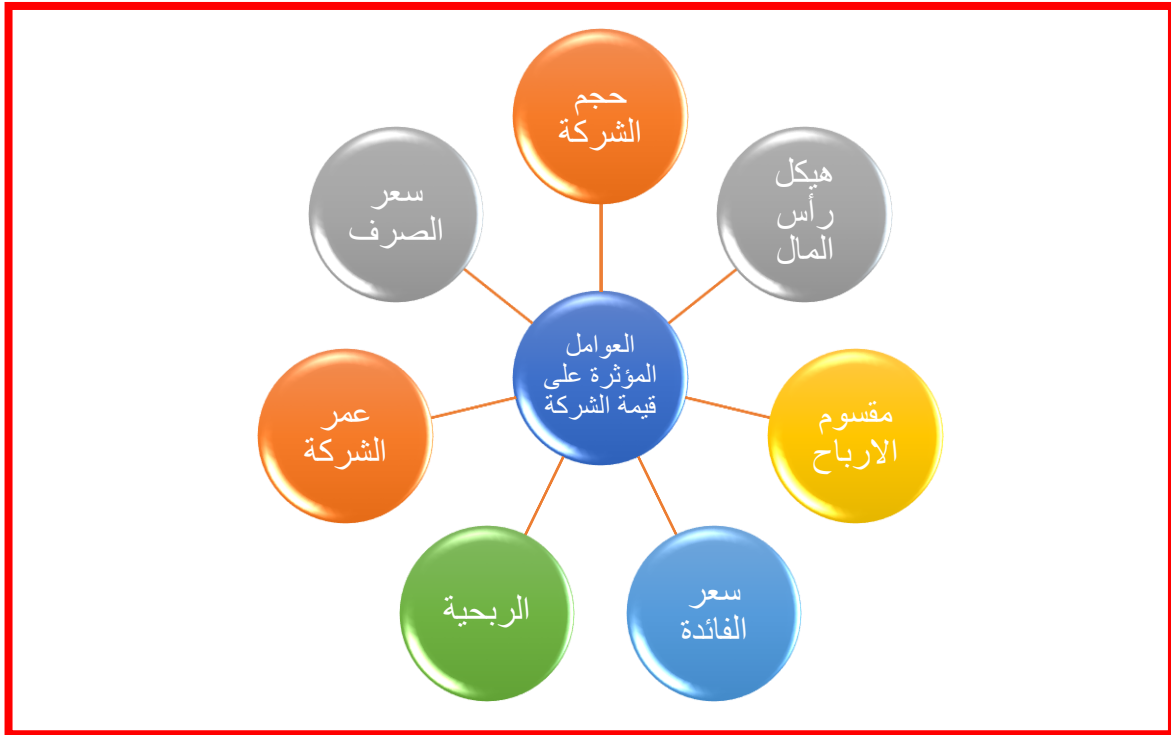 حجم
الشركة
هيكل
رأس
المال
مقسوم
الارباح
سعر
الفائدة
الربحية
عمر
الشركة
سعر
الصرف
العوامل
المؤثرة على
قيمة الشركة